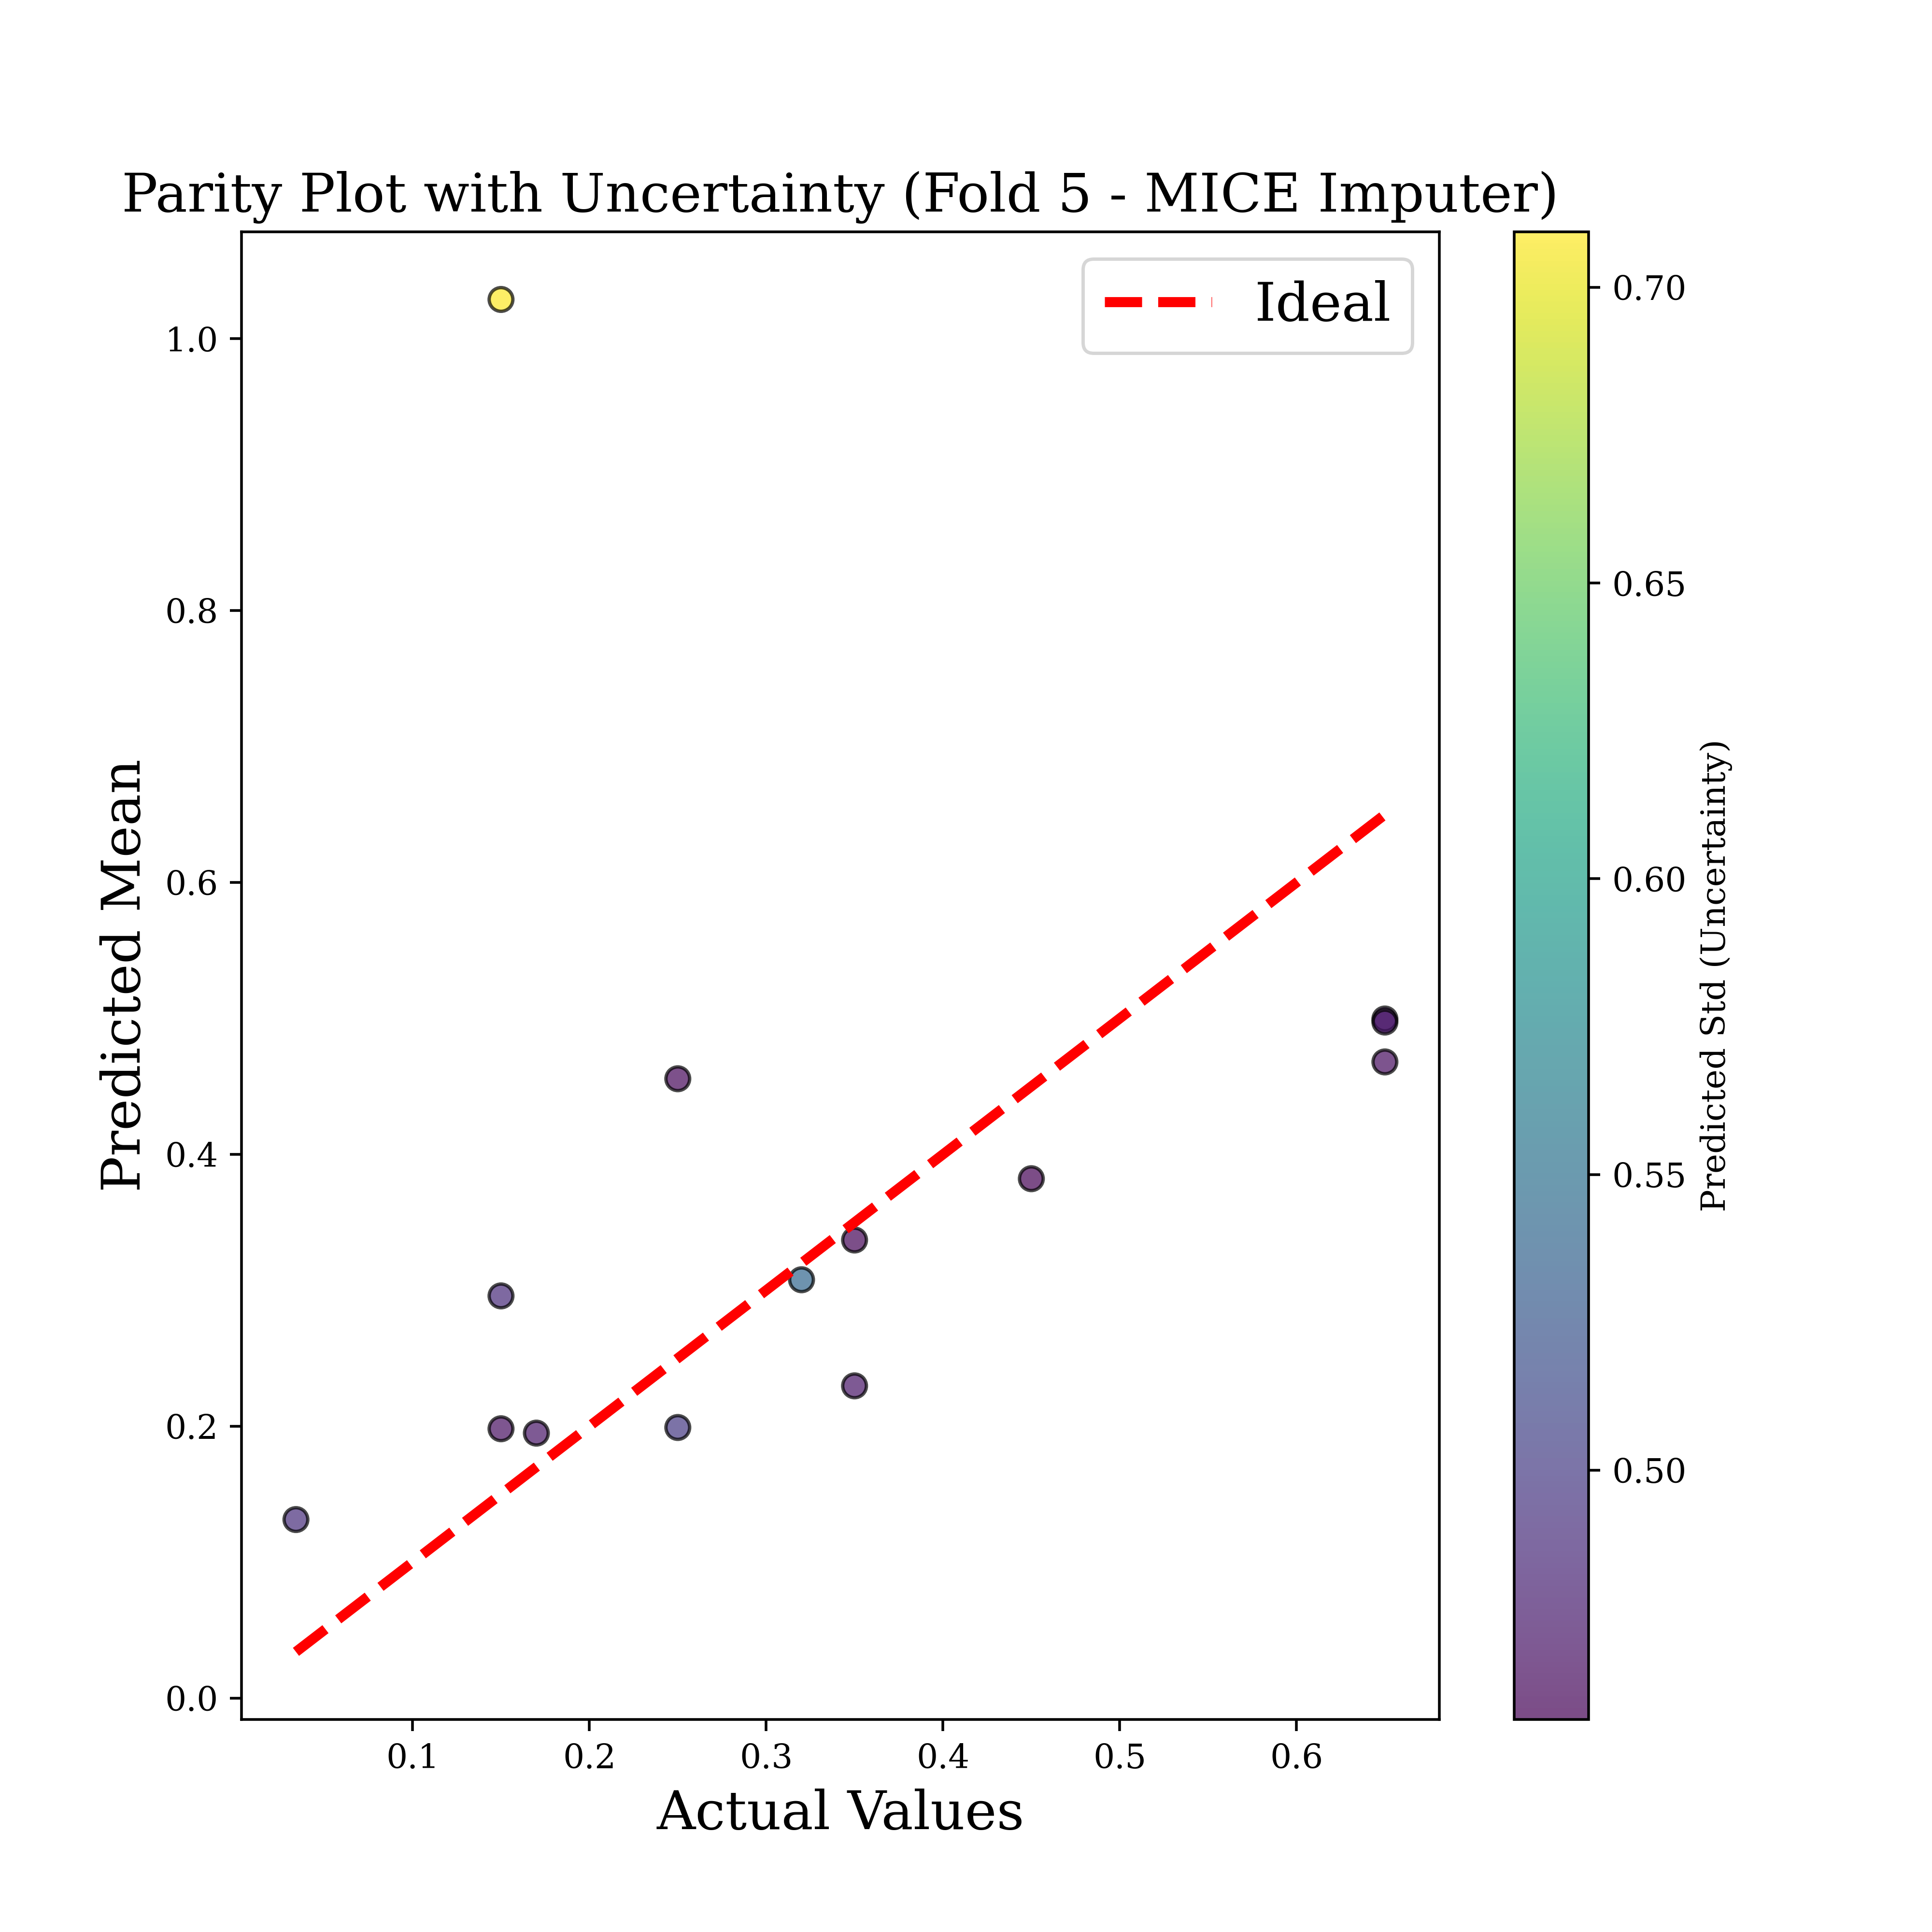 Parity Plot with Uncertainty (Fold 5 - MICE Imputer)
Ideal
1.0
0.8
0.6
0.4
0.2
0.0
Predicted Mean
0.1 0.2 0.3 0.4 0.5 0.6
Actual Values
0.70
0.65
0.60
0.55
0.50
Predicted Std (Uncertainty)